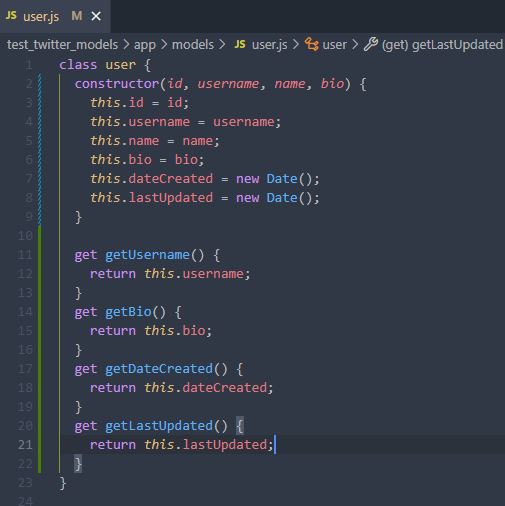 JS user.js M ×
test_twitter_models > app > models > JS user.js > user > (get) getLastUpdated
1 class user {
2   constructor(id, username, name, bio) {
3     this.id = id;
4     this.username = username;
5     this.name = name;
6     this.bio = bio;
7     this.dateCreated = new Date();
8     this.lastUpdated = new Date();
9   }
10
11   get getUsername() {
12     return this.username;
13   }
14   get getBio() {
15     return this.bio;
16   }
17   get getDateCreated() {
18     return this.dateCreated;
19   }
20   get getLastUpdated() {
21     return this.lastUpdated;
22   }
23 }
24